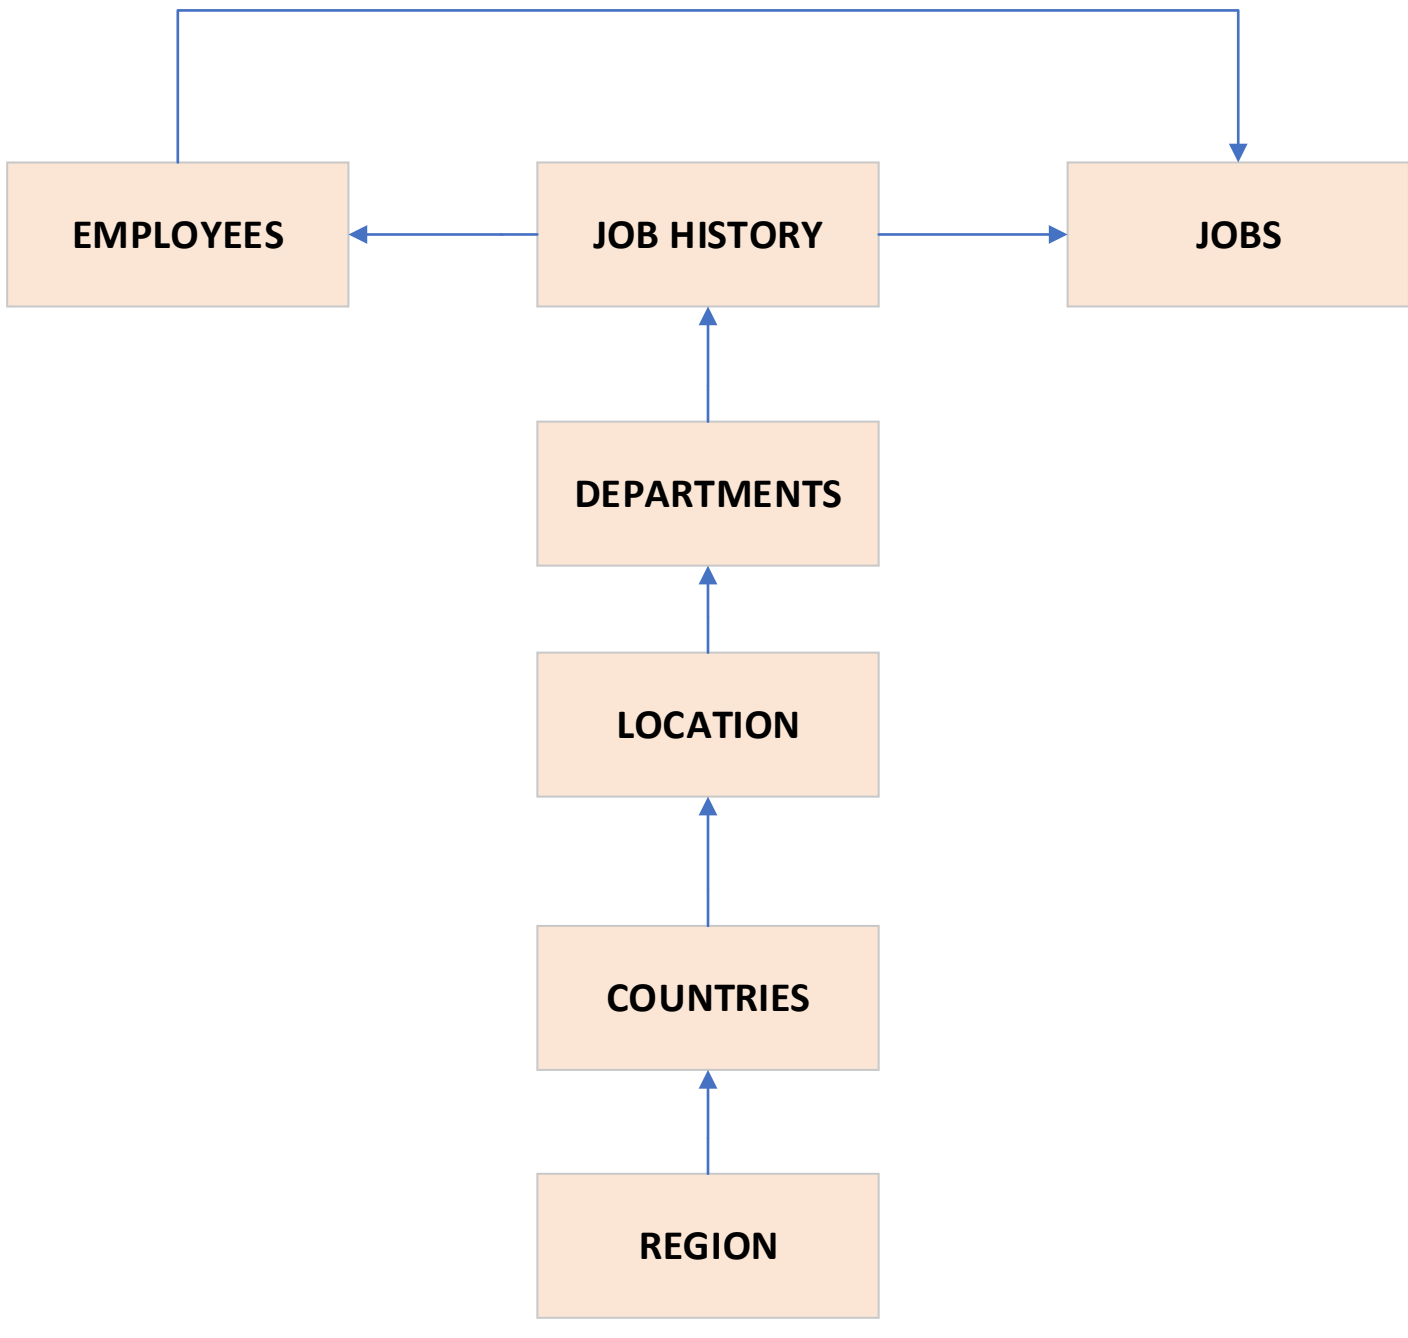 EMPLOYEES
JOB HISTORY
JOBS
DEPARTMENTS
LOCATION
COUNTRIES
REGION